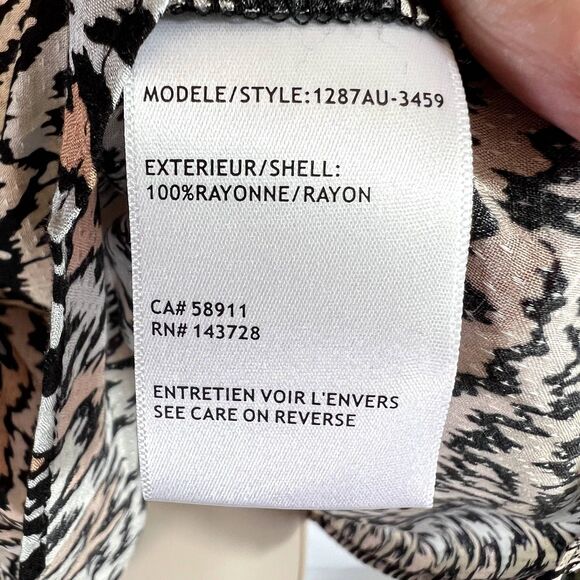 MODELE/STYLE:1287AU-3459
EXTERIEUR/SHELL:
100%RAYONNE/RAYON
CA# 58911
RN# 143728
ENTRETIEN VOIR L'ENVERS
SEE CARE ON REVERSE